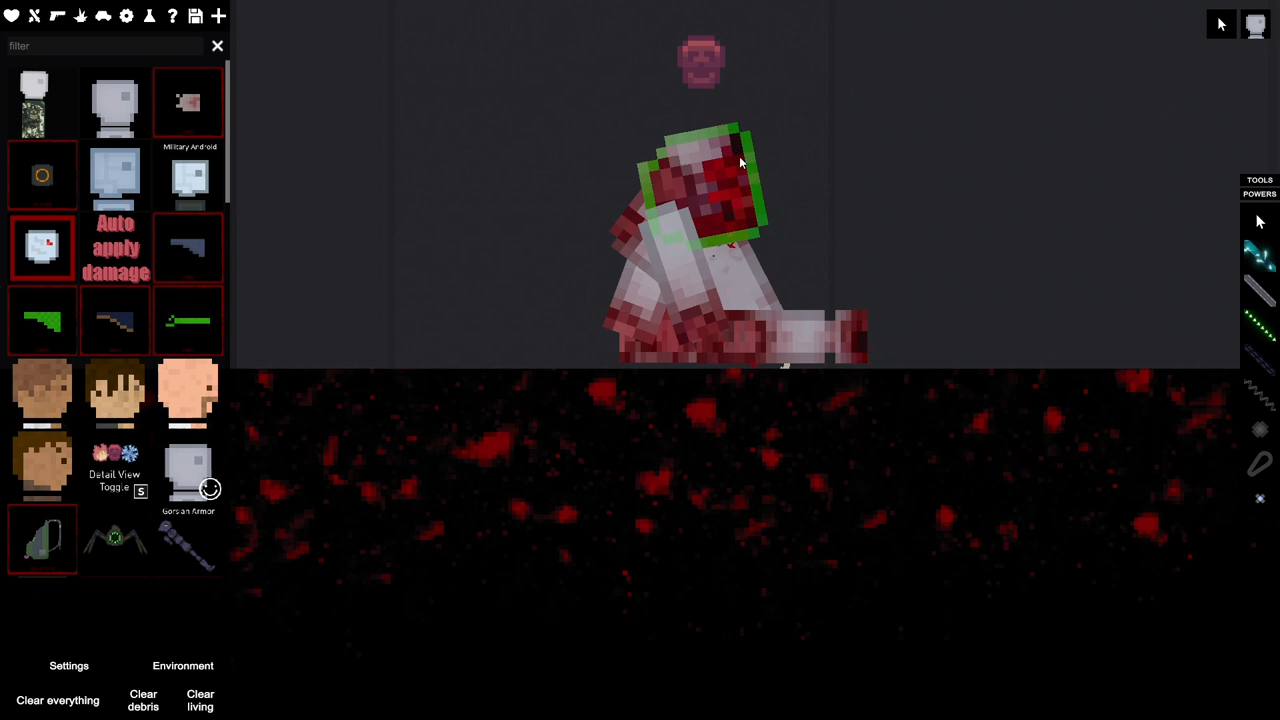 filter
Military Android
Auto
apply
damage
Detail View
Toggle
S
Gorsian Armor
Settings
Environment
Clear everything
Clear
debris
Clear
living
TOOLS
POWERS